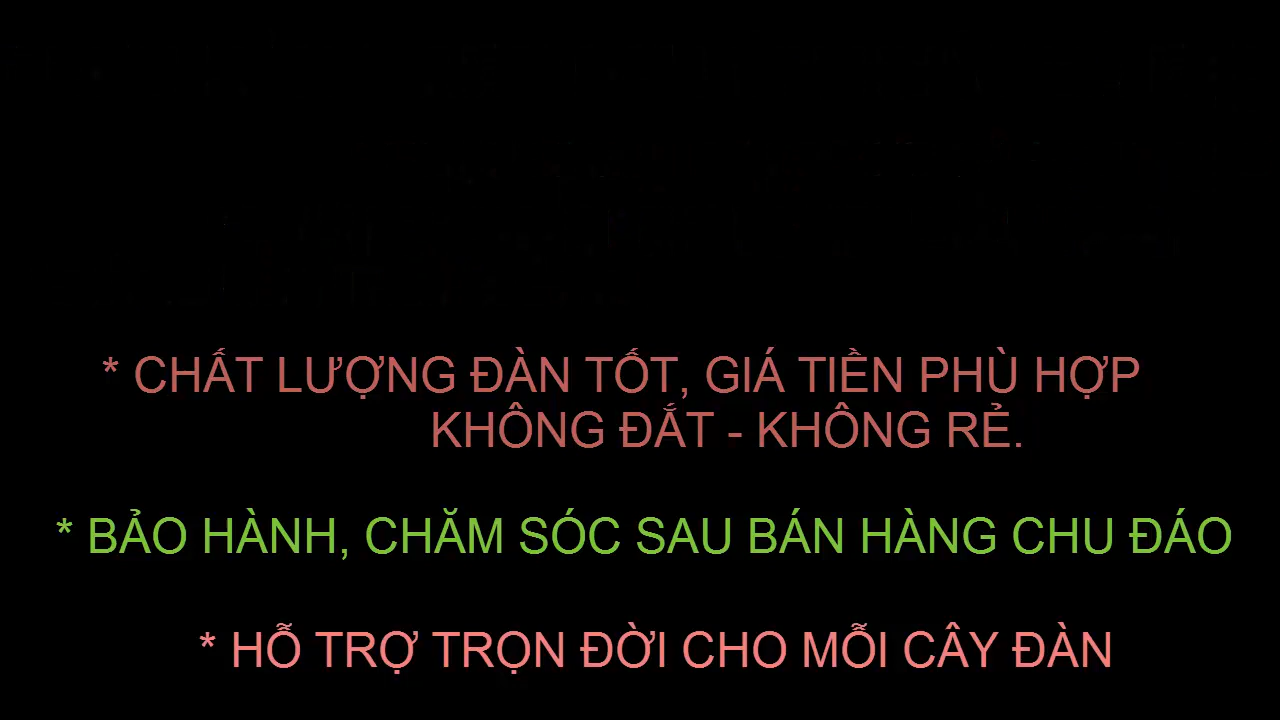 * CHẤT LƯỢNG ĐÀN TỐT, GIÁ TIỀN PHÙ HỢP
KHÔNG ĐẮT - KHÔNG RẺ.
* BẢO HÀNH, CHĂM SÓC SAU BÁN HÀNG CHU ĐÁO
* HỖ TRỢ TRỌN ĐỜI CHO MỖI CÂY ĐÀN